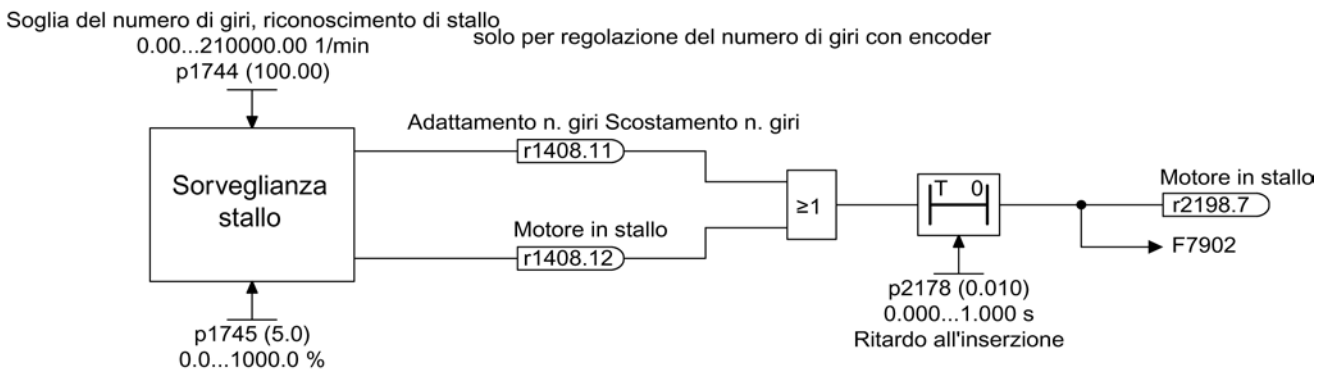 Soglia del numero di giri, riconoscimento di stallo
0.00...210000.00 1/min
p1744 (100.00)
solo per regolazione del numero di giri con encoder
Sorveglianza
stallo
Adattamento n. giri Scostamento n. giri
r1408.11
Motore in stallo
r1408.12
≥1
T 0
Motore in stallo
r2198.7
F7902
p2178 (0.010)
0.000...1.000 s
Ritardo all'inserzione
p1745 (5.0)
0.0...1000.0 %